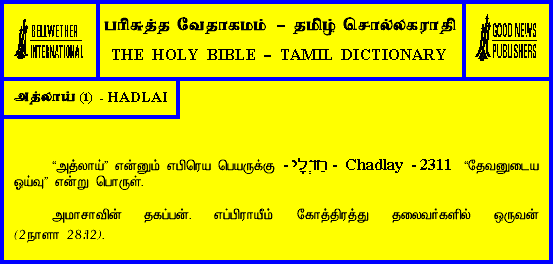 BELLWETHER
INTERNATIONAL
பரிசுத்த வேதாகமம் – தமிழ் சொல்லகராதி
THE HOLY BIBLE – TAMIL DICTIONARY
GOOD NEWS
PUBLISHERS
அத்லாய் (1) - HADLAI
“அத்லாய்” என்னும் எபிரெய பெயருக்கு - חַדְלָי - Chadlay - 2311 “தேவனுடைய
ஓய்வு” என்று பொருள்.
அமாசாவின் தகப்பன். எப்பிராயீம் கோத்திரத்து தலைவர்களில் ஒருவன்
(2நாளா 28:12).